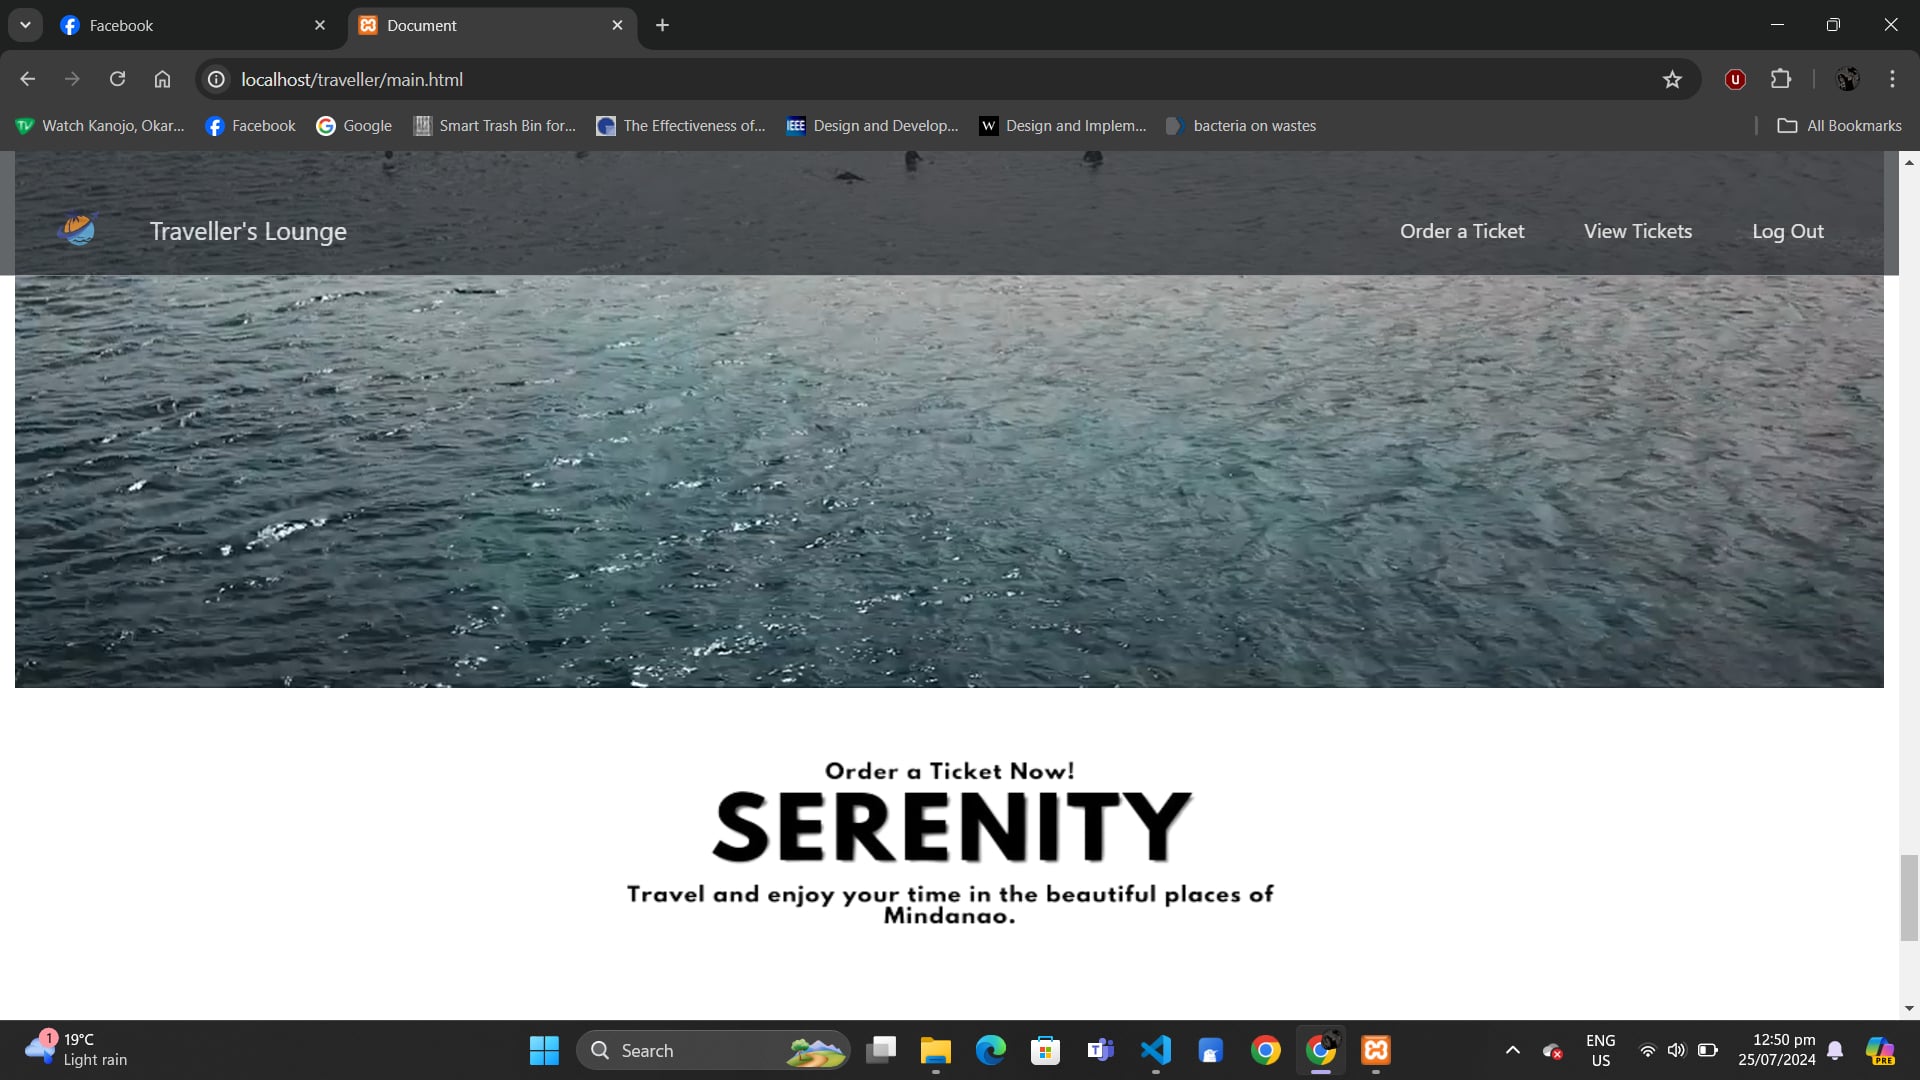 Facebook
Document
localhost/traveller/main.html
Watch Kanojo, Okar...
Facebook
Google
Smart Trash Bin for...
The Effectiveness of...
IEEE
Design and Develop...
W
Design and Implem...
bacteria on wastes
All Bookmarks
Traveller's Lounge
Order a Ticket
View Tickets
Log Out
Order a Ticket Now!
SERENITY
Travel and enjoy your time in the beautiful places of
Mindanao.
1
19°C
Light rain
Search
ENG
US
12:50 pm
25/07/2024
PRE